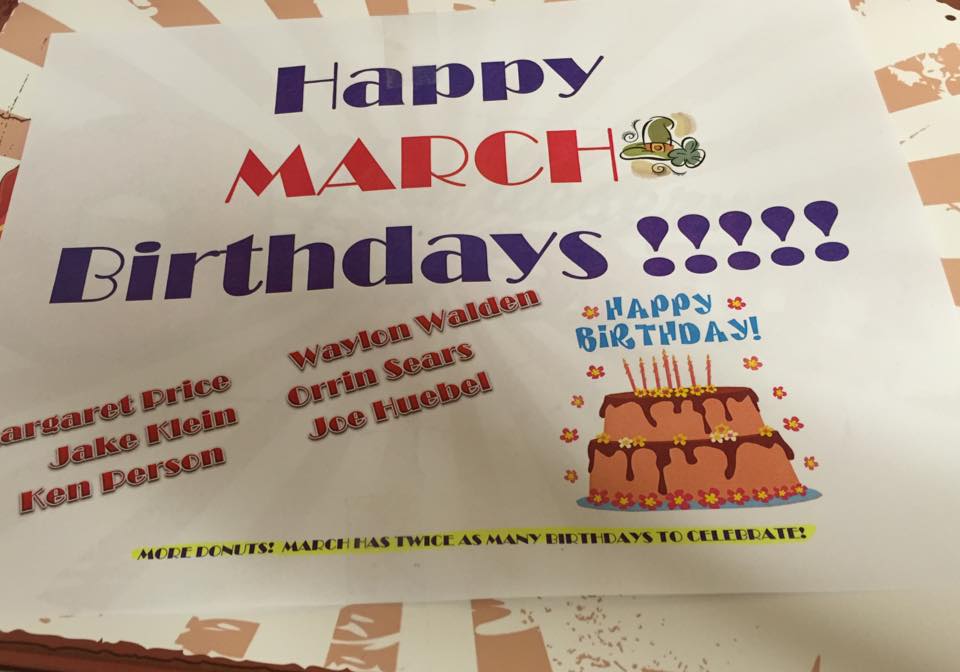 Happy
MARCH
Birthdays !!!!!
HAPPY
BIRTHDAY!
argaret Price
Jake Klein
Ken Person
Waylon Walden
Orrin Sears
Joe Huebel
MORE DONUTS! MARCH HAS TWICE AS MANY BIRTHDAYS TO CELEBRATE!